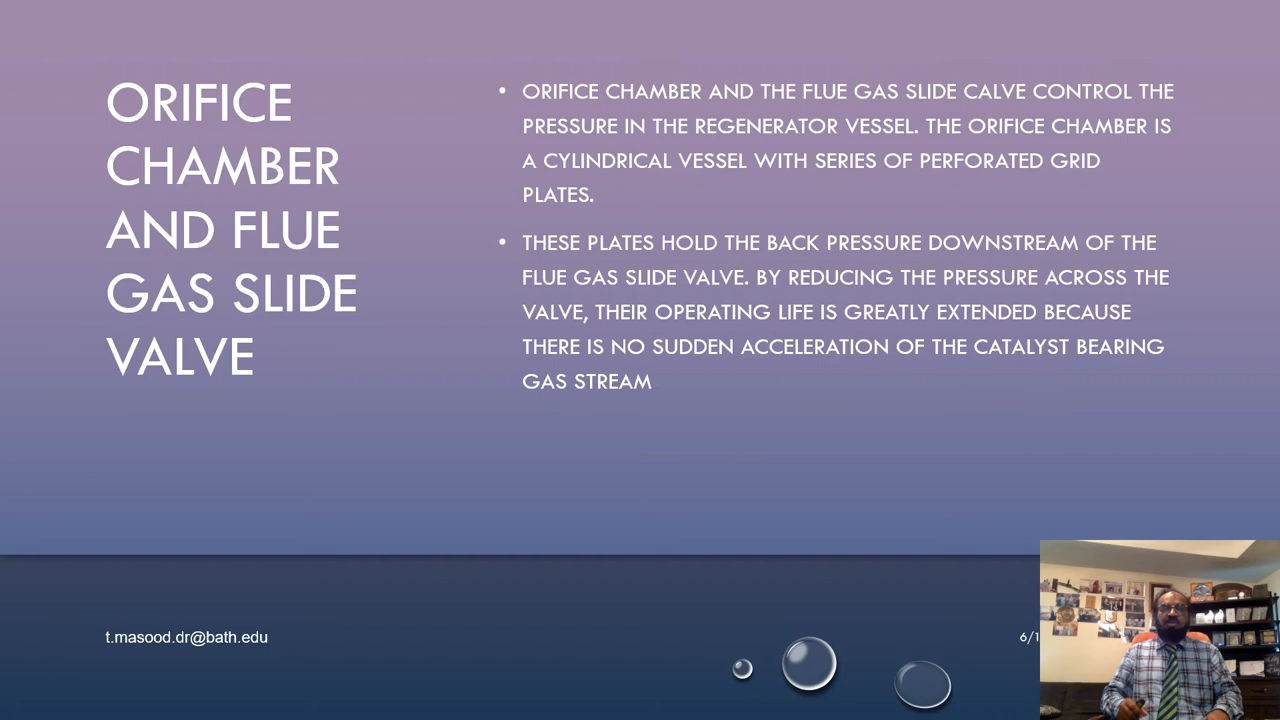 ORIFICE
CHAMBER
AND FLUE
GAS SLIDE
VALVE
• ORIFICE CHAMBER AND THE FLUE GAS SLIDE CALVE CONTROL THE
PRESSURE IN THE REGENERATOR VESSEL. THE ORIFICE CHAMBER IS
A CYLINDRICAL VESSEL WITH SERIES OF PERFORATED GRID
PLATES.
• THESE PLATES HOLD THE BACK PRESSURE DOWNSTREAM OF THE
FLUE GAS SLIDE VALVE. BY REDUCING THE PRESSURE ACROSS THE
VALVE, THEIR OPERATING LIFE IS GREATLY EXTENDED BECAUSE
THERE IS NO SUDDEN ACCELERATION OF THE CATALYST BEARING
GAS STREAM
t.masood.dr@bath.edu
6/1